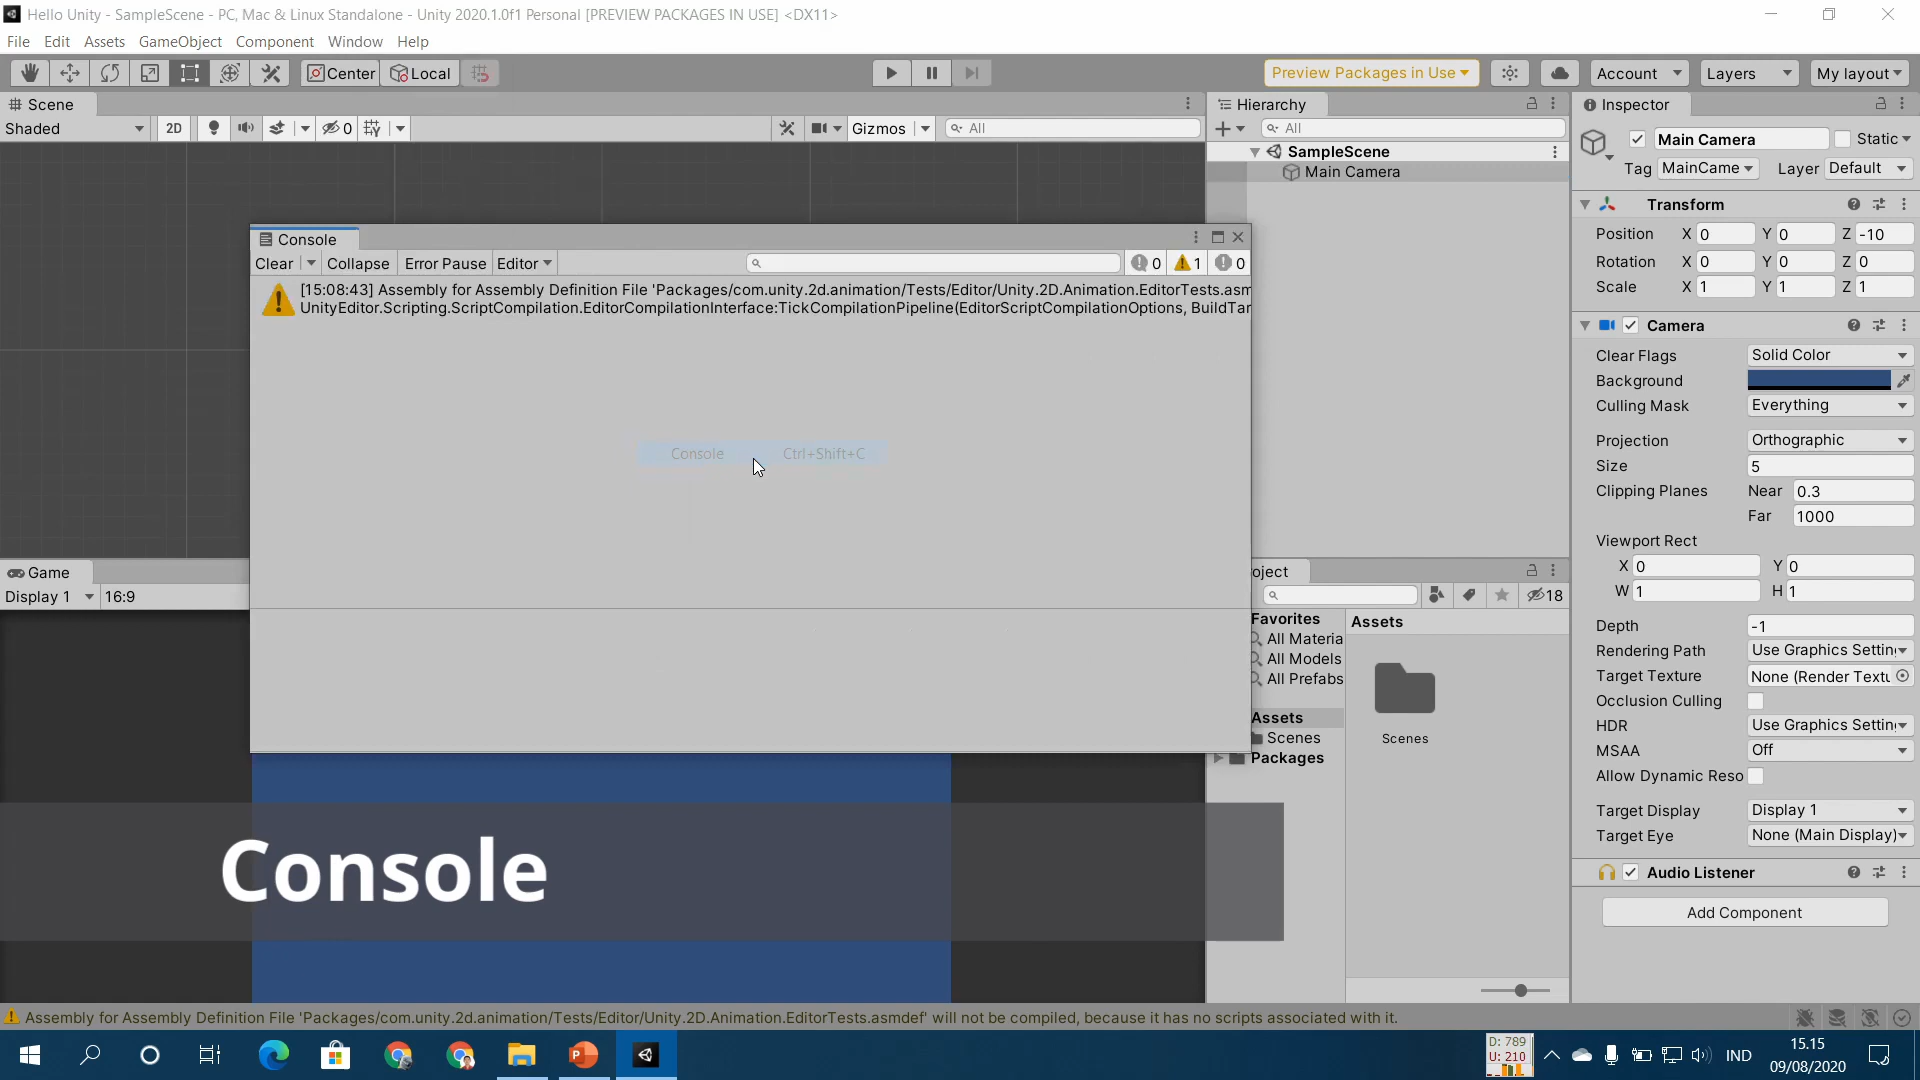 Hello Unity - SampleScene - PC, Mac & Linux Standalone - Unity 2020.1.0f1 Personal [PREVIEW PACKAGES IN USE] <DX11>
File Edit Assets GameObject Component Window Help
Center Local Preview Packages in Use Account Layers My layout
Scene
Shaded 2D 0 Gizmos All
Hierarchy
All
SampleScene
Main Camera
Console
Clear Collapse Error Pause Editor 0 1 0
[15:08:43] Assembly for Assembly Definition File 'Packages/com.unity.2d.animation/Tests/Editor/Unity.2D.Animation.EditorTests.asm
UnityEditor.Scripting.ScriptCompilation.EditorCompilationInterface:TickCompilationPipeline(EditorScriptCompilationOptions, BuildTar
Console Ctrl+Shift+C
Game
Display 1 16:9
oject
18
Favorites
All Materia
All Models
All Prefabs
Assets
Scenes
Packages
Assets
Scenes
Inspector
Main Camera Static
Tag MainCame Layer Default
Transform
Position X 0 Y 0 Z -10
Rotation X 0 Y 0 Z 0
Scale X 1 Y 1 Z 1
Camera
Clear Flags Solid Color
Background
Culling Mask Everything
Projection Orthographic
Size 5
Clipping Planes Near 0.3
Far 1000
Viewport Rect
X 0 Y 0
W 1 H 1
Depth -1
Rendering Path Use Graphics Settin
Target Texture None (Render Textu
Occlusion Culling
HDR Use Graphics Settin
MSAA Off
Allow Dynamic Reso
Target Display Display 1
Target Eye None (Main Display)
Audio Listener
Add Component
Console
Assembly for Assembly Definition File 'Packages/com.unity.2d.animation/Tests/Editor/Unity.2D.Animation.EditorTests.asmdef' will not be compiled, because it has no scripts associated with it.
D: 789
U: 210
IND
15.15
09/08/2020